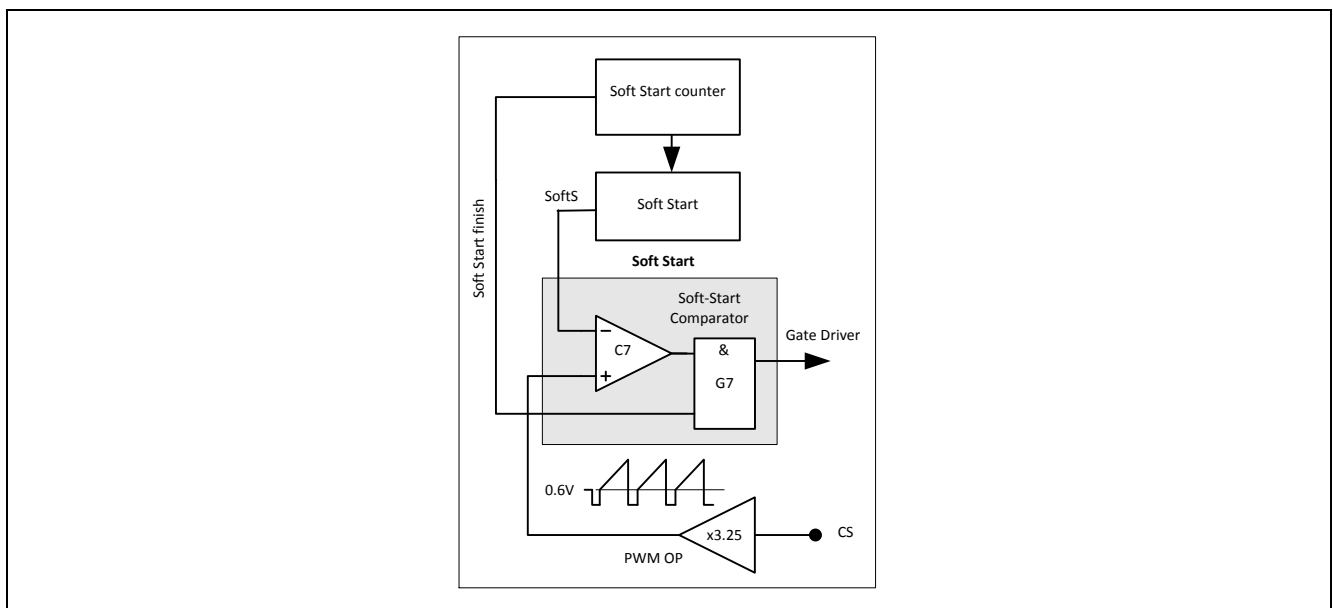 Soft Start counter
SoftS
Soft Start
Soft Start finish
Soft Start
Soft-Start
Comparator
Gate Driver
−
C7
+
&
G7
0.6V
x3.25
CS
PWM OP